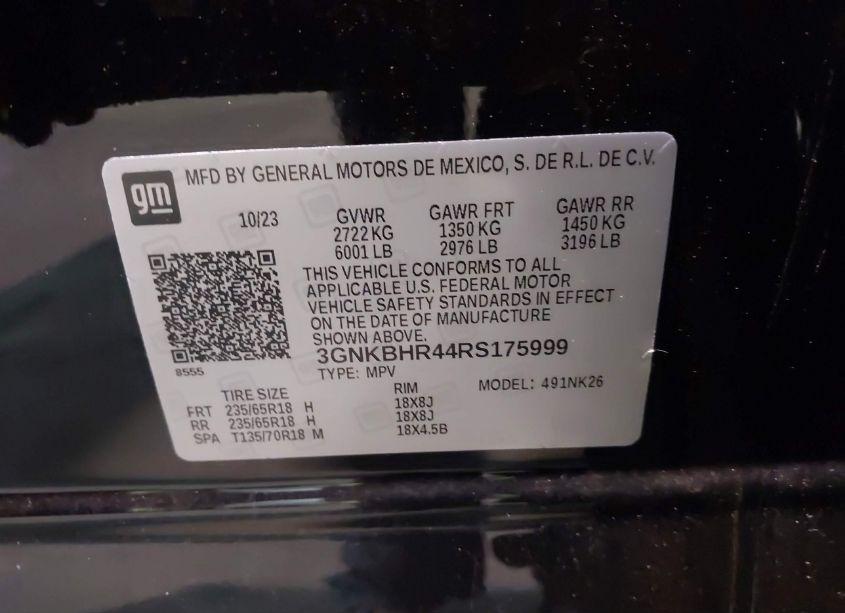 gm
MFD BY GENERAL MOTORS DE MEXICO, S. DE R.L. DE C.V.
10/23 GVWR GAWR FRT GAWR RR
2722 KG 1350 KG 1450 KG
6001 LB 2976 LB 3196 LB
THIS VEHICLE CONFORMS TO ALL
APPLICABLE U.S. FEDERAL MOTOR
VEHICLE SAFETY STANDARDS IN EFFECT
ON THE DATE OF MANUFACTURE
SHOWN ABOVE.
3GNKBHR44RS175999
8555
TYPE: MPV MODEL: 491NK26
TIRE SIZE RIM
FRT 235/65R18 H 18X8J
RR 235/65R18 H 18X8J
SPA T135/70R18 M 18X4.5B